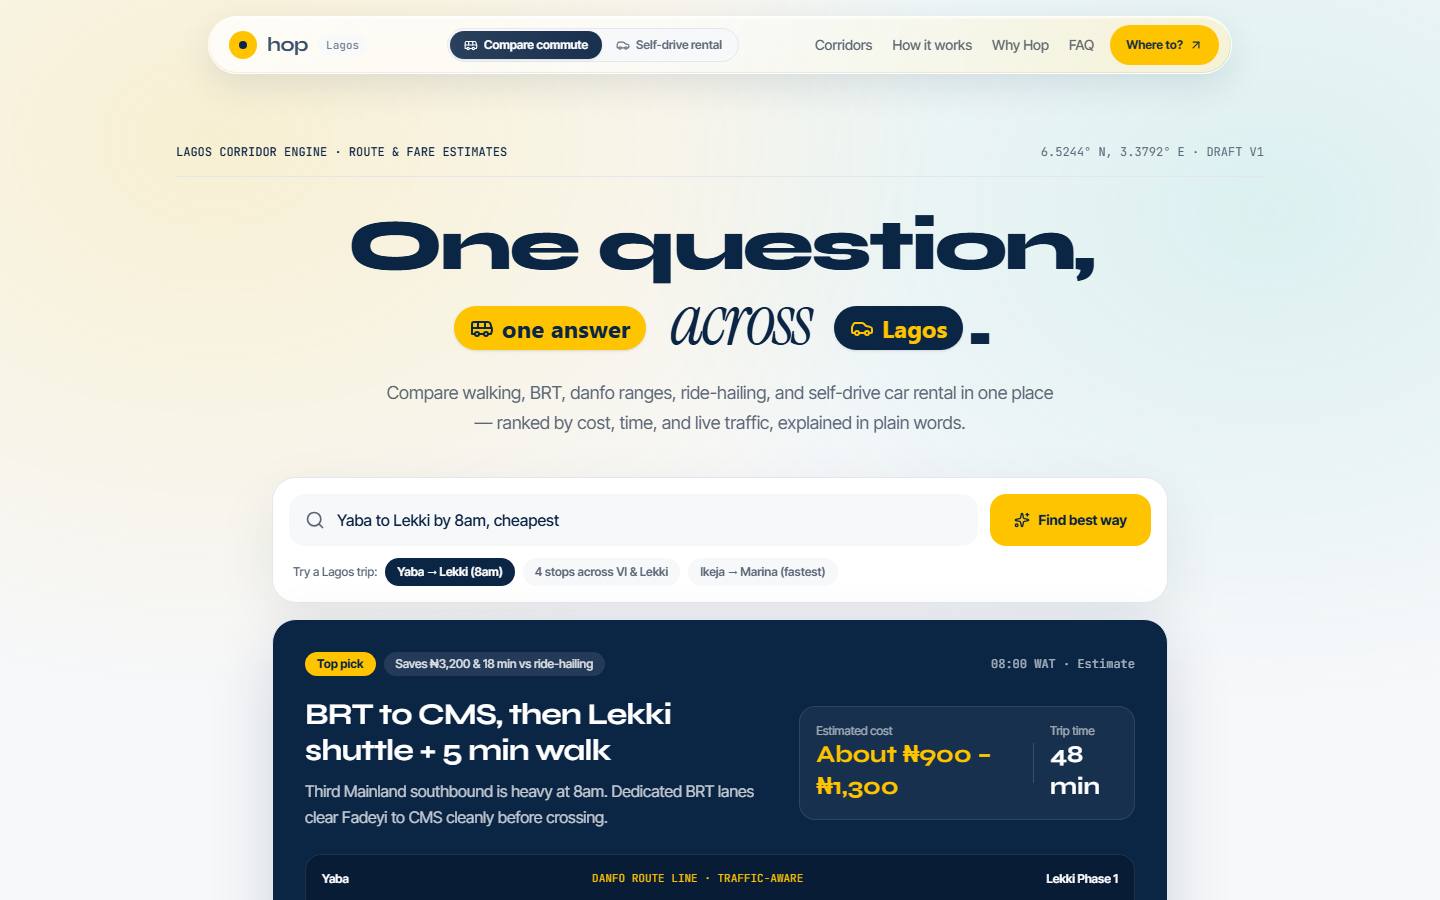 hop Lagos Compare commute Self-drive rental Corridors How it works Why Hop FAQ Where to?
LAGOS CORRIDOR ENGINE · ROUTE & FARE ESTIMATES
6.5244° N, 3.3792° E · DRAFT V1
One question,
one answer across Lagos.
Compare walking, BRT, danfo ranges, ride-hailing, and self-drive car rental in one place
— ranked by cost, time, and live traffic, explained in plain words.
Yaba to Lekki by 8am, cheapest
Find best way
Try a Lagos trip: Yaba → Lekki (8am) 4 stops across VI & Lekki Ikeja → Marina (fastest)
Top pick Saves ₦3,200 & 18 min vs ride-hailing
08:00 WAT · Estimate
BRT to CMS, then Lekki
shuttle + 5 min walk
Third Mainland southbound is heavy at 8am. Dedicated BRT lanes
clear Fadeyi to CMS cleanly before crossing.
Estimated cost
About ₦900 –
₦1,300
Trip time
48
min
Yaba
DANFO ROUTE LINE · TRAFFIC-AWARE
Lekki Phase 1